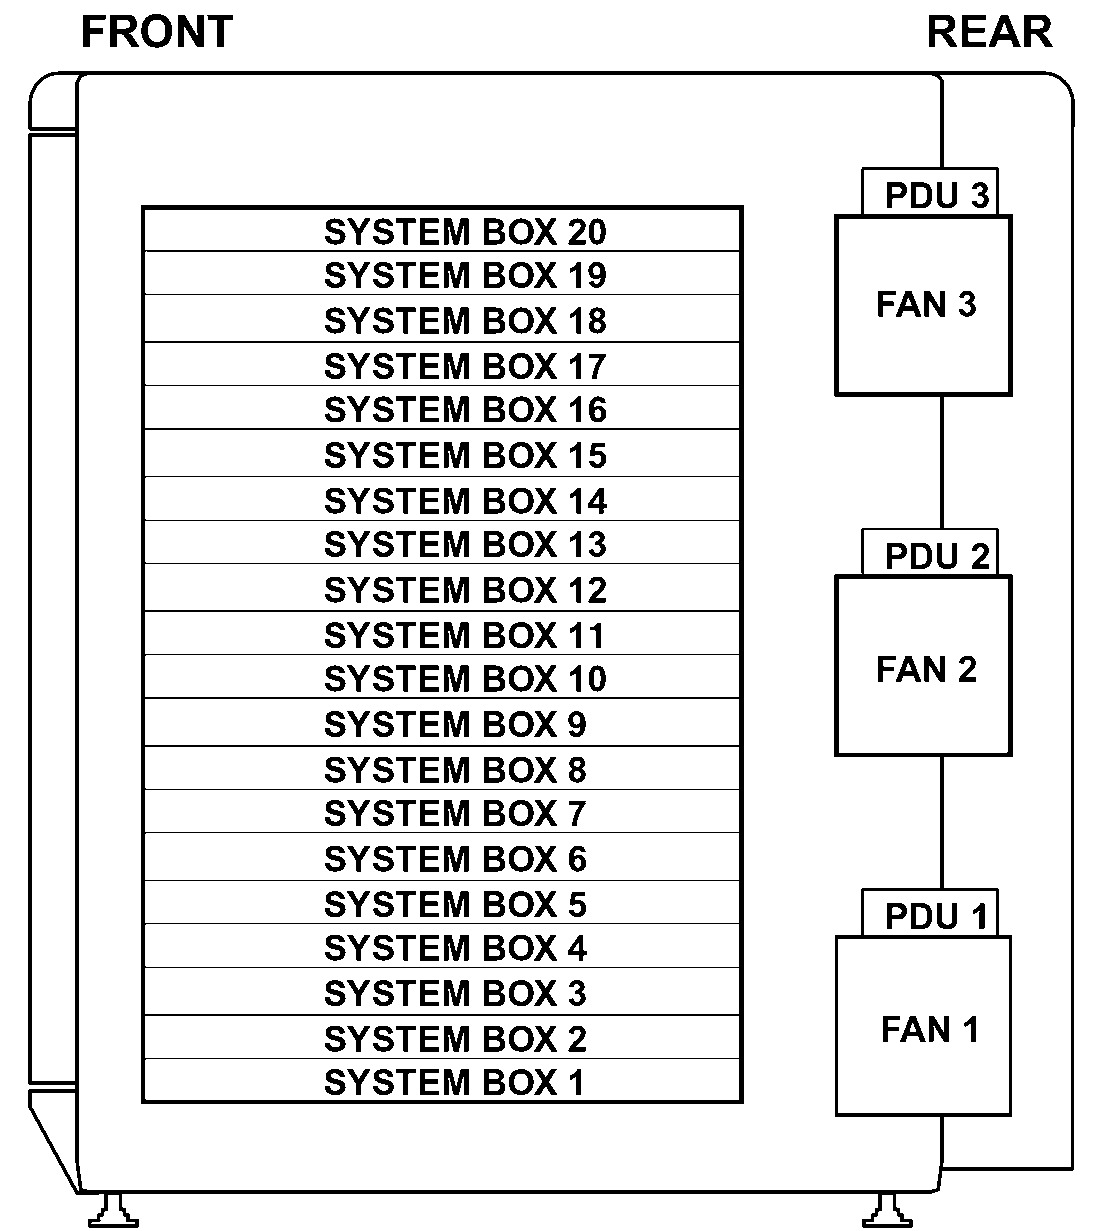 FRONT
REAR
PDU 3
FAN 3
SYSTEM BOX 20
SYSTEM BOX 19
SYSTEM BOX 18
SYSTEM BOX 17
SYSTEM BOX 16
SYSTEM BOX 15
SYSTEM BOX 14
SYSTEM BOX 13
SYSTEM BOX 12
SYSTEM BOX 11
SYSTEM BOX 10
SYSTEM BOX 9
SYSTEM BOX 8
SYSTEM BOX 7
SYSTEM BOX 6
SYSTEM BOX 5
SYSTEM BOX 4
SYSTEM BOX 3
SYSTEM BOX 2
SYSTEM BOX 1
PDU 2
FAN 2
PDU 1
FAN 1